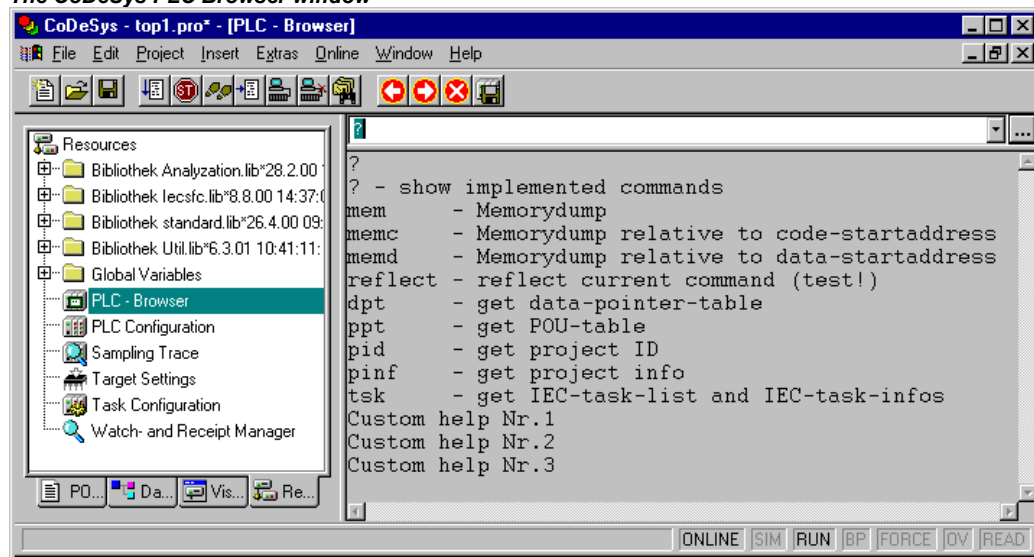 The CoDeSys PLC Browser window
CoDeSys - top1.pro* - [PLC - Browser]
File Edit Project Insert Extras Online Window Help
?
...
Resources
Bibliothek Analyzation.lib*28.2.00
Bibliothek Iecsfc.lib*8.8.00 14:37:
Bibliothek standard.lib*26.4.00 09:
Bibliothek Util.lib*6.3.01 10:41:11:
Global Variables
PLC - Browser
PLC Configuration
Sampling Trace
Target Settings
Task Configuration
Watch- and Receipt Manager
PO... Da... Vis... Re...
?
? - show implemented commands
mem - Memorydump
memc - Memorydump relative to code-startaddress
memd - Memorydump relative to data-startaddress
reflect - reflect current command (test!)
dpt - get data-pointer-table
ppt - get POU-table
pid - get project ID
pinf - get project info
tsk - get IEC-task-list and IEC-task-infos
Custom help Nr.1
Custom help Nr.2
Custom help Nr.3
ONLINE SIM RUN BP FORCE OV READ